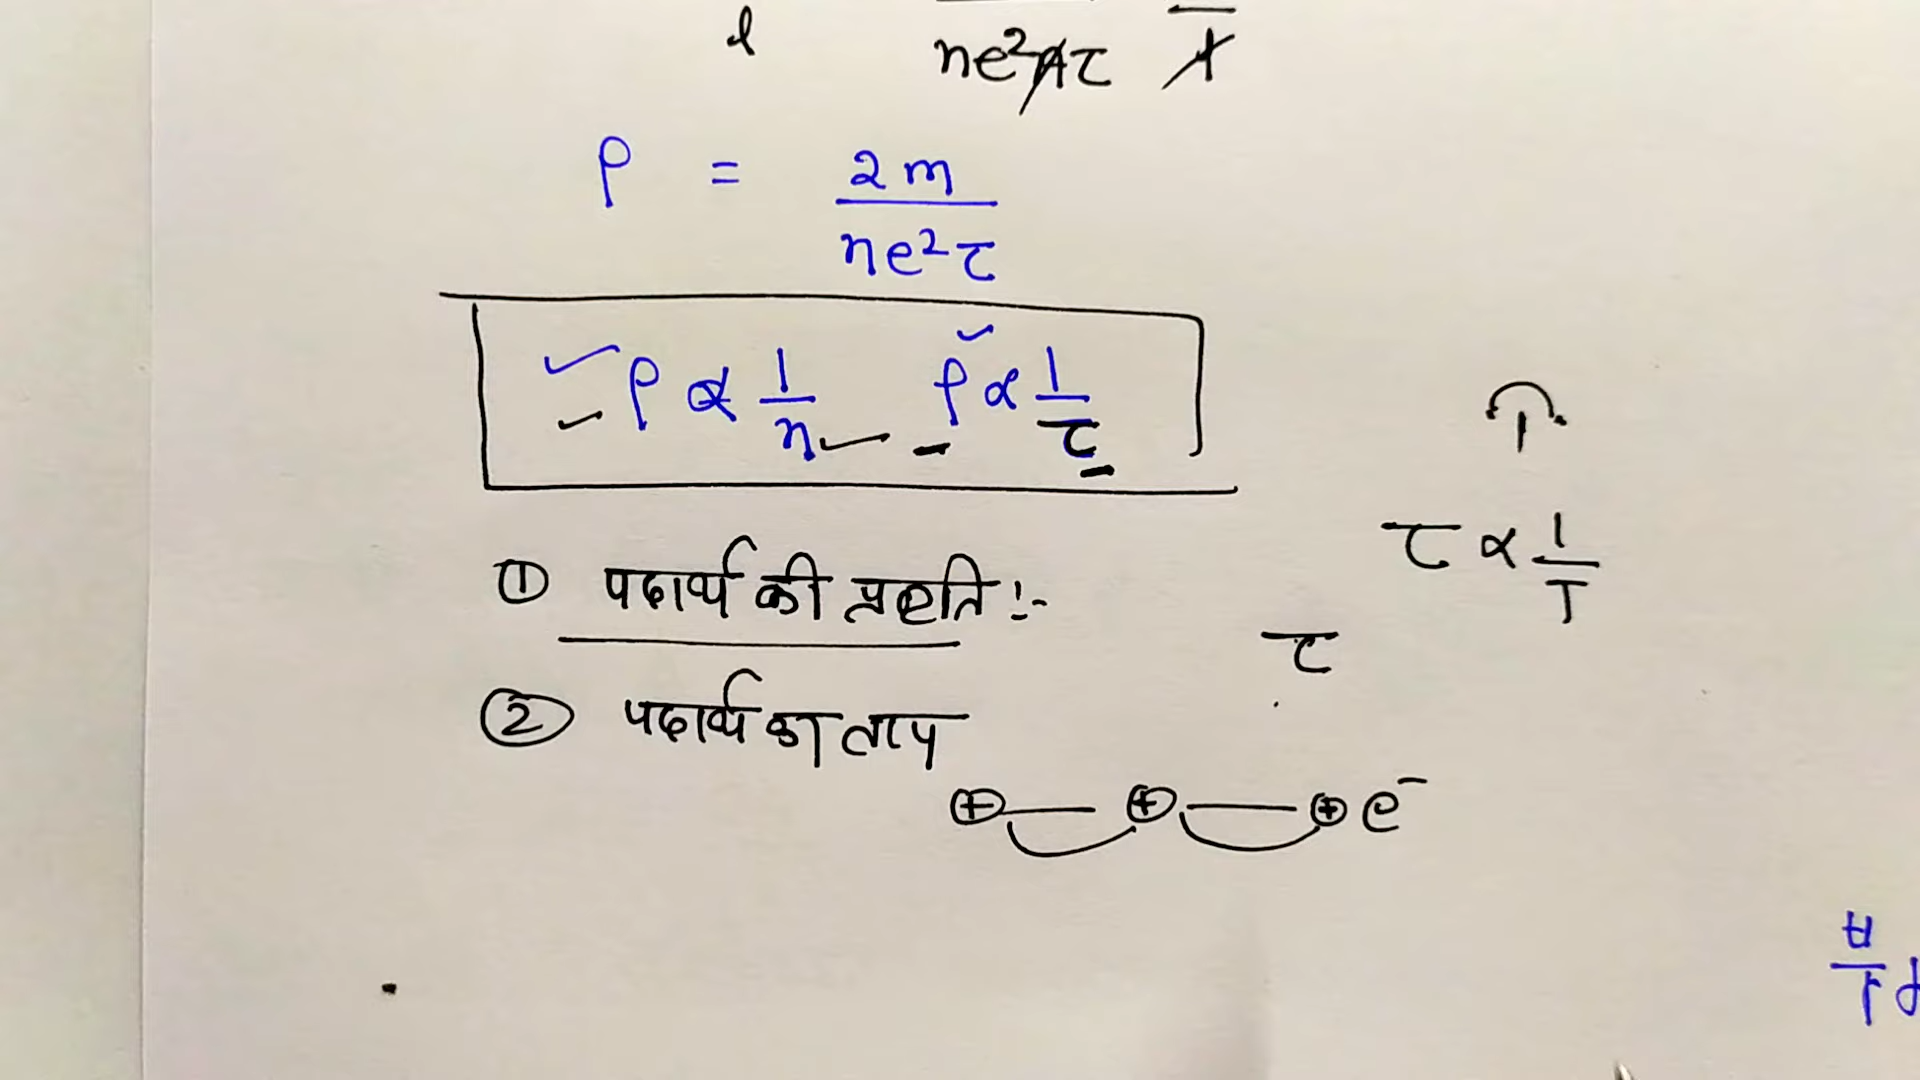 l ne²Aτ A
ρ = 2m / ne²τ
ρ ∝ 1/n ρ ∝ 1/τ
τ ∝ 1/T
① पदार्थ की प्रकृति :-
τ
② पदार्थ का ताप
⊕ — ⊕ — ⊕ e⁻